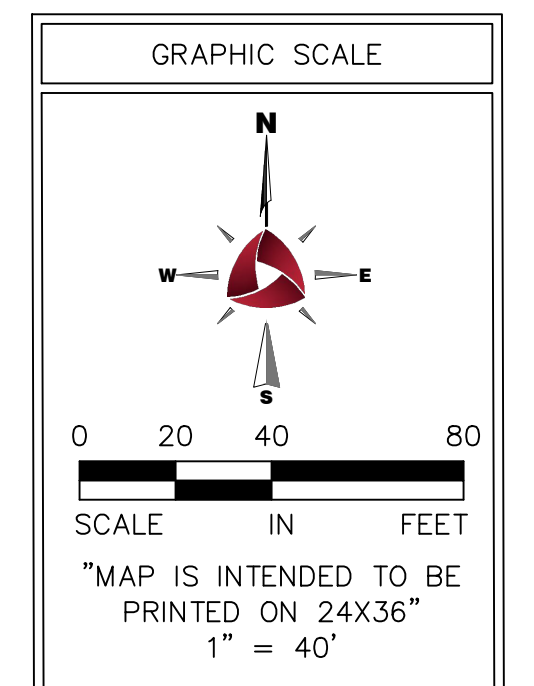 GRAPHIC SCALE
N
W E
S
0 20 40 80
SCALE IN FEET
"MAP IS INTENDED TO BE
PRINTED ON 24X36"
1" = 40'